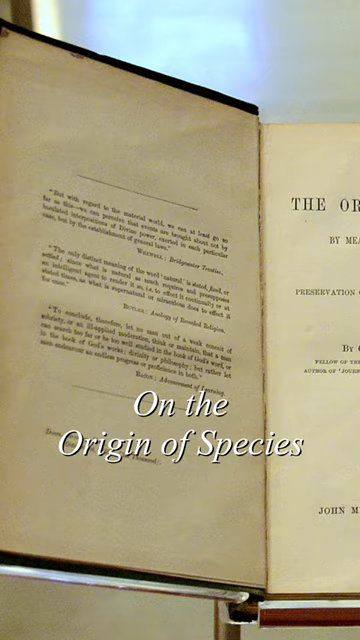 "But with regard to the material world, we can at least go so
far as this—we can perceive that events are brought about not by
insulated interpositions of Divine power, exerted in each particular
case, but by the establishment of general laws."
WHEWELL: Bridgewater Treatise.
"The only distinct meaning of the word 'natural' is stated, fixed, or
settled; since what is natural as much requires and presupposes
an intelligent agent to render it so, i.e. to effect it continually or at
stated times, as what is supernatural or miraculous does to effect it
for once."
BUTLER: Analogy of Revealed Religion.
"To conclude, therefore, let no man out of a weak conceit of
sobriety, or an ill-applied moderation, think or maintain, that a man
can search too far or be too well studied in the book of God's word, or
in the book of God's works; divinity or philosophy; but rather let
men endeavour an endless progress or proficience in both."
BACON: Advancement of Learning.
THE OR
BY MEA
PRESERVATION
BY
FELLOW OF THE
AUTHOR OF 'JOURN
JOHN M
On the
Origin of Species